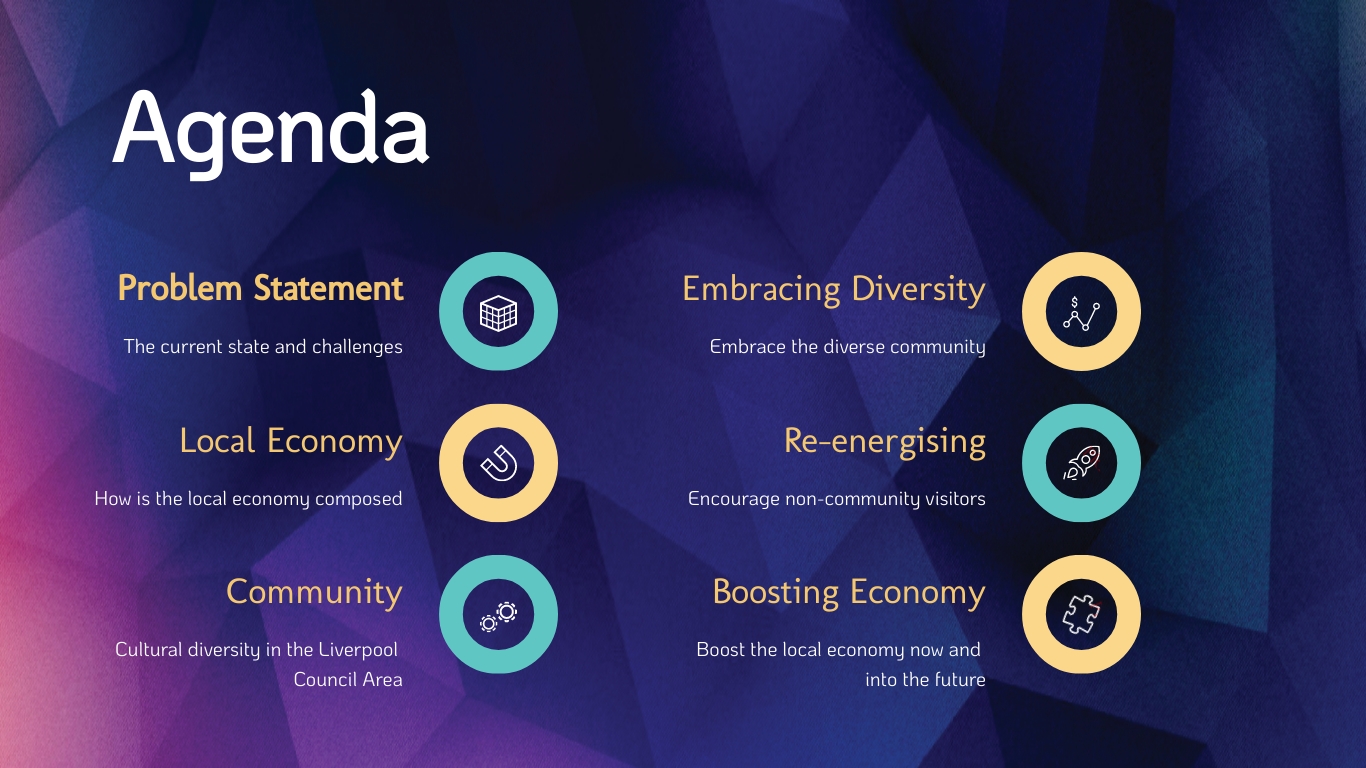 Agenda
Problem Statement
The current state and challenges
Local Economy
How is the local economy composed
Community
Cultural diversity in the Liverpool
Council Area
Embracing Diversity
$
Embrace the diverse community
Re-energising
Encourage non-community visitors
Boosting Economy
Boost the local economy now and
into the future